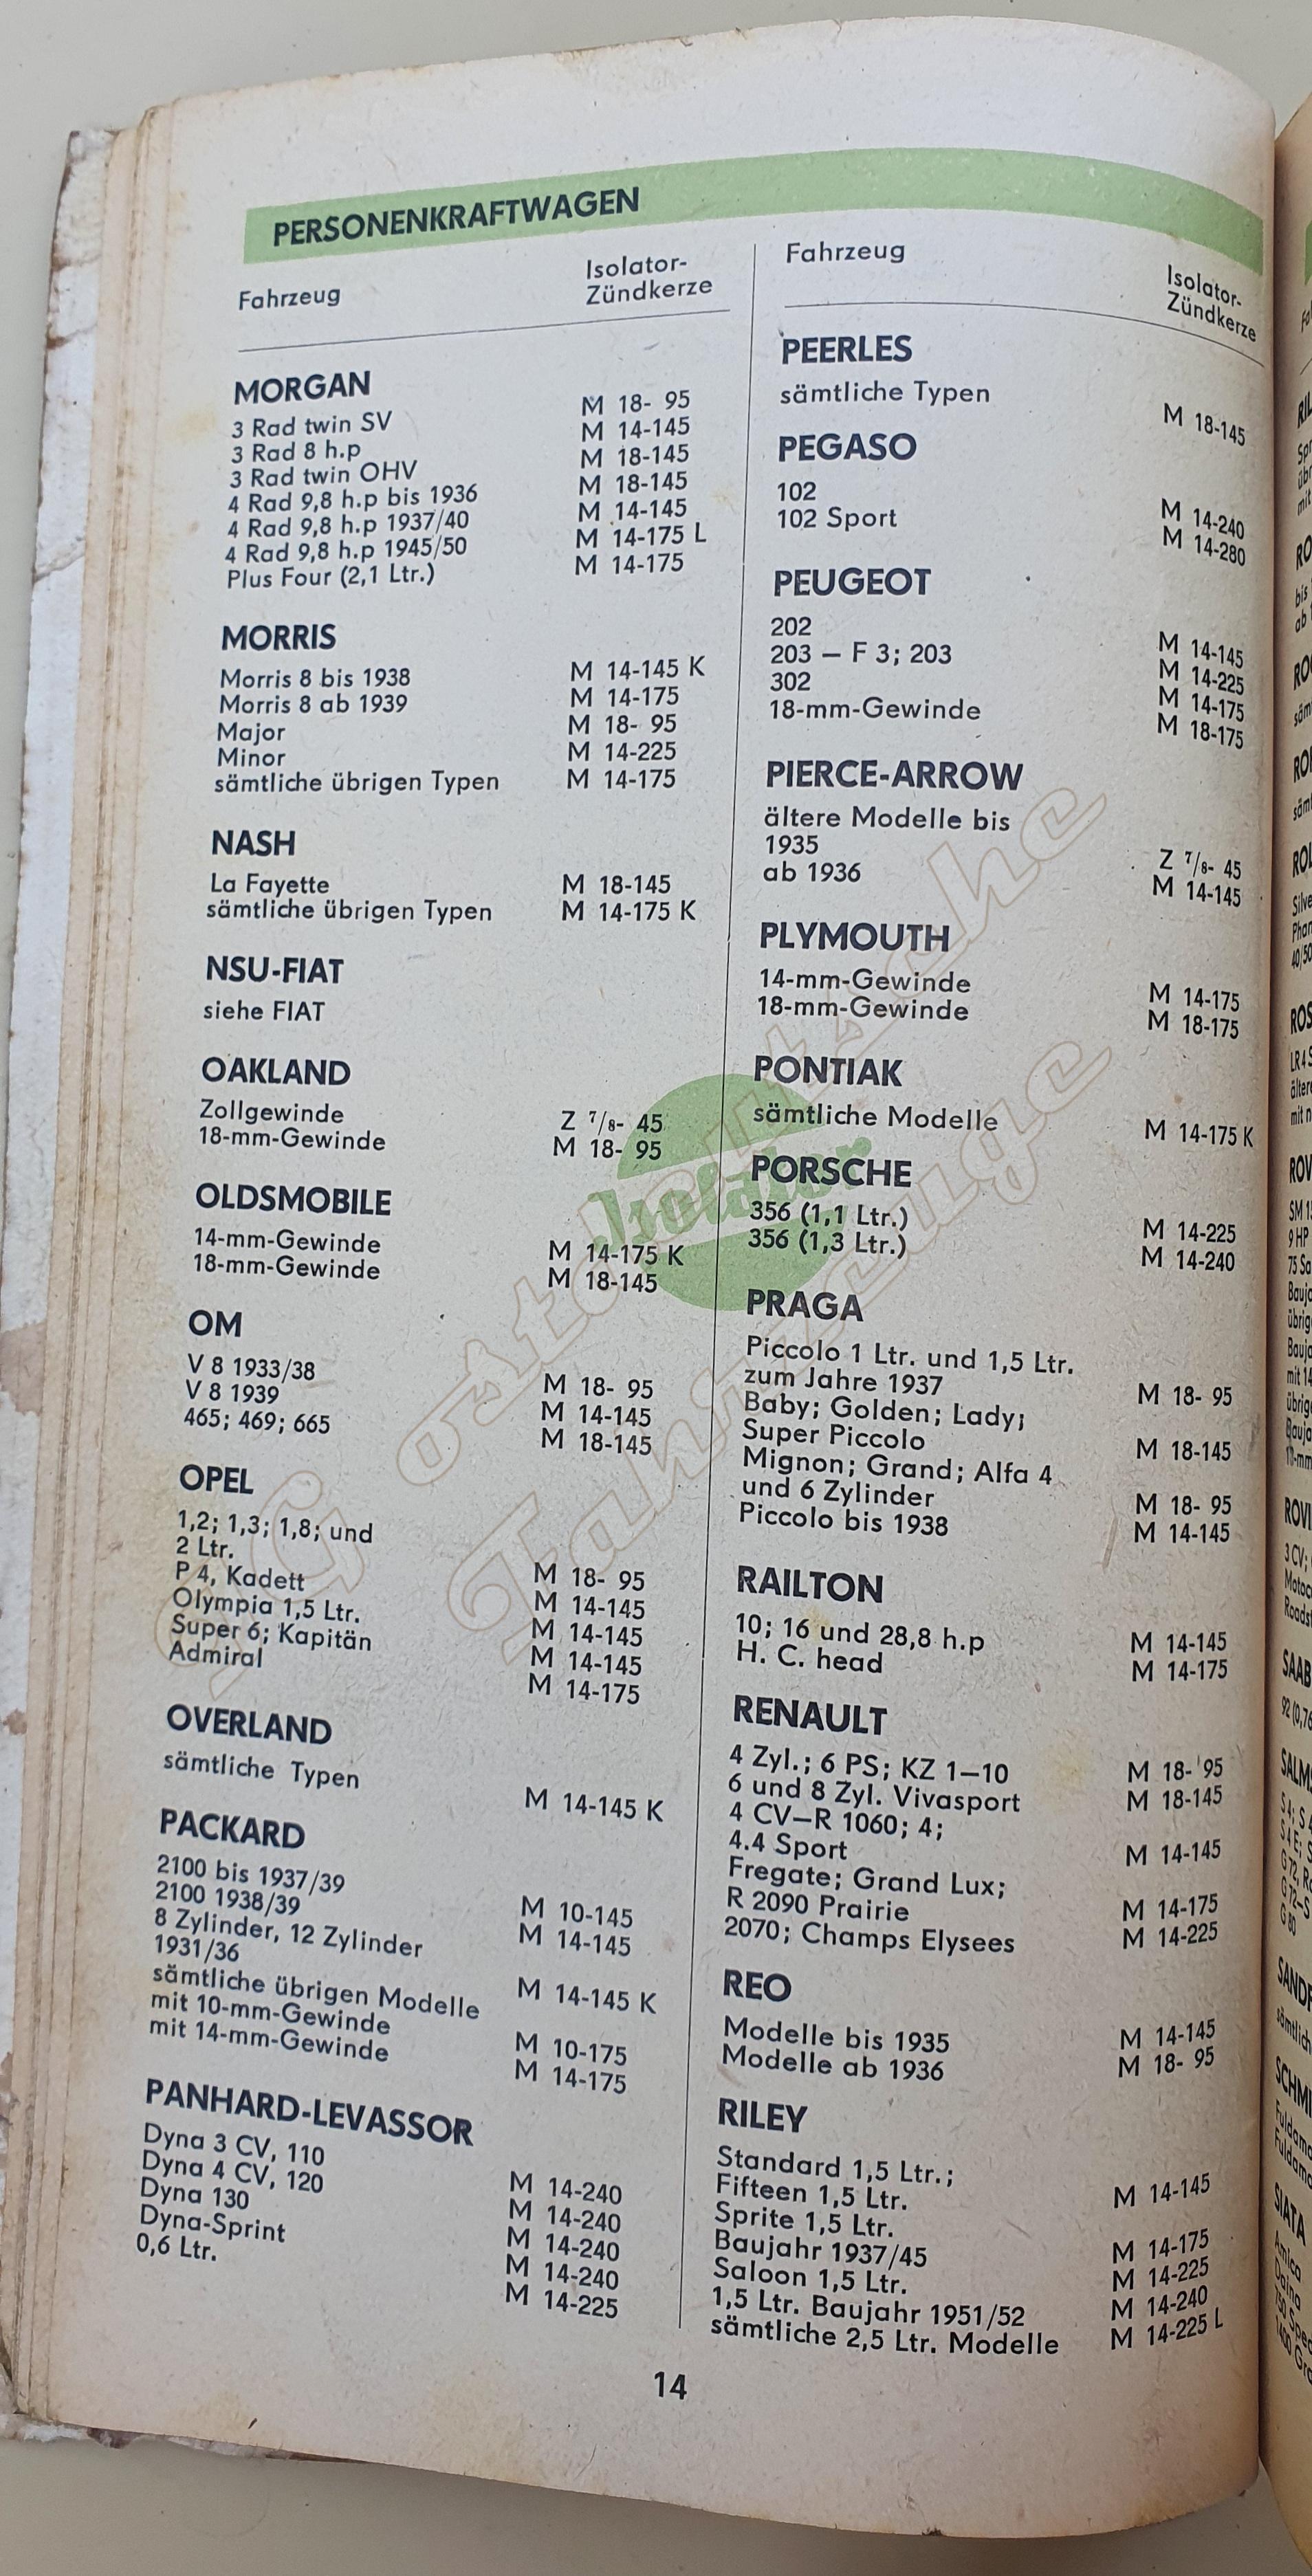 PERSONENKRAFTWAGEN
Fahrzeug Isolator-
Zündkerze
MORGAN
3 Rad twin SV M 18- 95
3 Rad 8 h.p M 14-145
3 Rad twin OHV M 18-145
4 Rad 9,8 h.p bis 1936 M 18-145
4 Rad 9,8 h.p 1937/40 M 14-145
4 Rad 9,8 h.p 1945/50 M 14-175 L
Plus Four (2,1 Ltr.) M 14-175
MORRIS
Morris 8 bis 1938 M 14-145 K
Morris 8 ab 1939 M 14-175
Major M 18- 95
Minor M 14-225
sämtliche übrigen Typen M 14-175
NASH
La Fayette M 18-145
sämtliche übrigen Typen M 14-175 K
NSU-FIAT
siehe FIAT
OAKLAND
Zollgewinde Z 7/8- 45
18-mm-Gewinde M 18- 95
OLDSMOBILE
14-mm-Gewinde M 14-175 K
18-mm-Gewinde M 18-145
OM
V 8 1933/38 M 18- 95
V 8 1939 M 14-145
465; 469; 665 M 18-145
OPEL
1,2; 1,3; 1,8; und
2 Ltr. M 18- 95
P 4, Kadett M 14-145
Olympia 1,5 Ltr. M 14-145
Super 6; Kapitän M 14-145
Admiral M 14-175
OVERLAND
sämtliche Typen M 14-145 K
PACKARD
2100 bis 1937/39 M 10-145
2100 1938/39 M 14-145
8 Zylinder, 12 Zylinder
1931/36 M 14-145 K
sämtliche übrigen Modelle
mit 10-mm-Gewinde M 10-175
mit 14-mm-Gewinde M 14-175
PANHARD-LEVASSOR
Dyna 3 CV, 110 M 14-240
Dyna 4 CV, 120 M 14-240
Dyna 130 M 14-240
Dyna-Sprint M 14-240
0,6 Ltr. M 14-225
Fahrzeug Isolator-
Zündkerze
PEERLES
sämtliche Typen M 18-145
PEGASO
102 M 14-240
102 Sport M 14-280
PEUGEOT
202 M 14-145
203 — F 3; 203 M 14-225
302 M 14-175
18-mm-Gewinde M 18-175
PIERCE-ARROW
ältere Modelle bis
1935 Z 7/8- 45
ab 1936 M 14-145
PLYMOUTH
14-mm-Gewinde M 14-175
18-mm-Gewinde M 18-175
PONTIAK
sämtliche Modelle M 14-175 K
PORSCHE
356 (1,1 Ltr.) M 14-225
356 (1,3 Ltr.) M 14-240
PRAGA
Piccolo 1 Ltr. und 1,5 Ltr.
zum Jahre 1937 M 18- 95
Baby; Golden; Lady;
Super Piccolo M 18-145
Mignon; Grand; Alfa 4
und 6 Zylinder M 18- 95
Piccolo bis 1938 M 14-145
RAILTON
10; 16 und 28,8 h.p M 14-145
H. C. head M 14-175
RENAULT
4 Zyl.; 6 PS; KZ 1—10 M 18- 95
6 und 8 Zyl. Vivasport M 18-145
4 CV—R 1060; 4;
4.4 Sport M 14-145
Fregate; Grand Lux;
R 2090 Prairie M 14-175
2070; Champs Elysees M 14-225
REO
Modelle bis 1935 M 14-145
Modelle ab 1936 M 18- 95
RILEY
Standard 1,5 Ltr.;
Fifteen 1,5 Ltr. M 14-145
Sprite 1,5 Ltr.
Baujahr 1937/45 M 14-175
Saloon 1,5 Ltr. M 14-225
1,5 Ltr. Baujahr 1951/52 M 14-240
sämtliche 2,5 Ltr. Modelle M 14-225 L
Isolator
IG ostdeutsche
Fahrzeuge
14